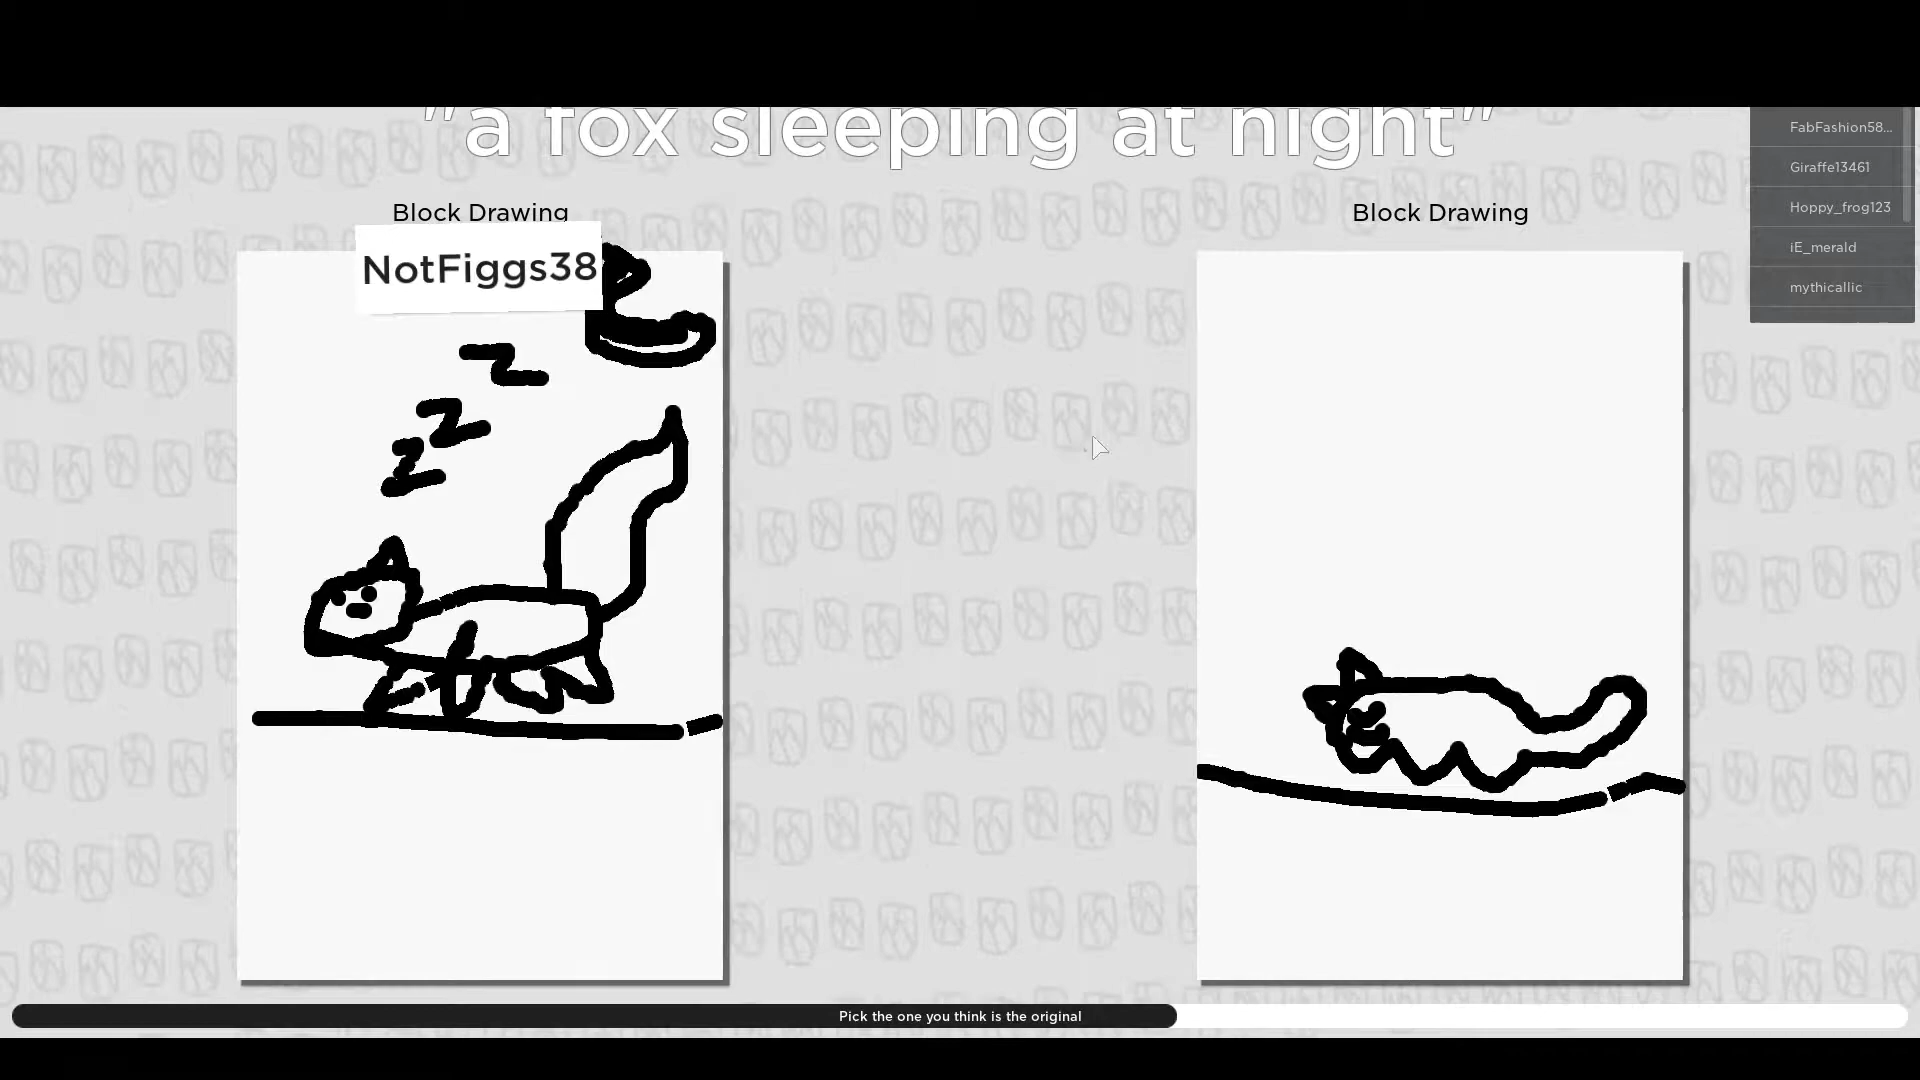 "a fox sleeping at night"
FabFashion58...
Giraffe13461
Hoppy_frog123
iE_merald
mythicallic
Block Drawing
Block Drawing
NotFiggs38
z
z
z
Pick the one you think is the original